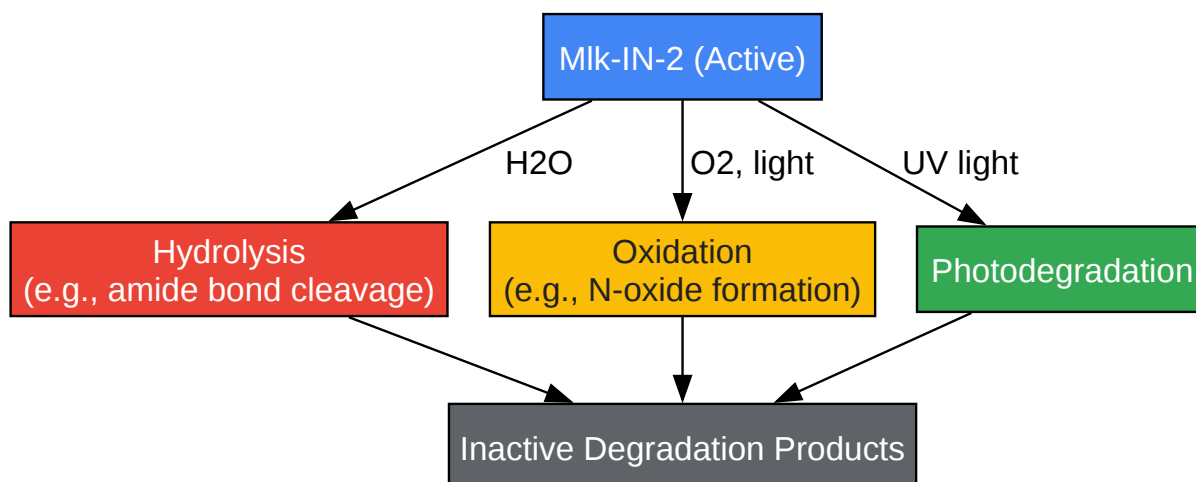 Mlk-IN-2 (Active)
H2O
O2, light
UV light
Hydrolysis
(e.g., amide bond cleavage)
Oxidation
(e.g., N-oxide formation)
Photodegradation
Inactive Degradation Products